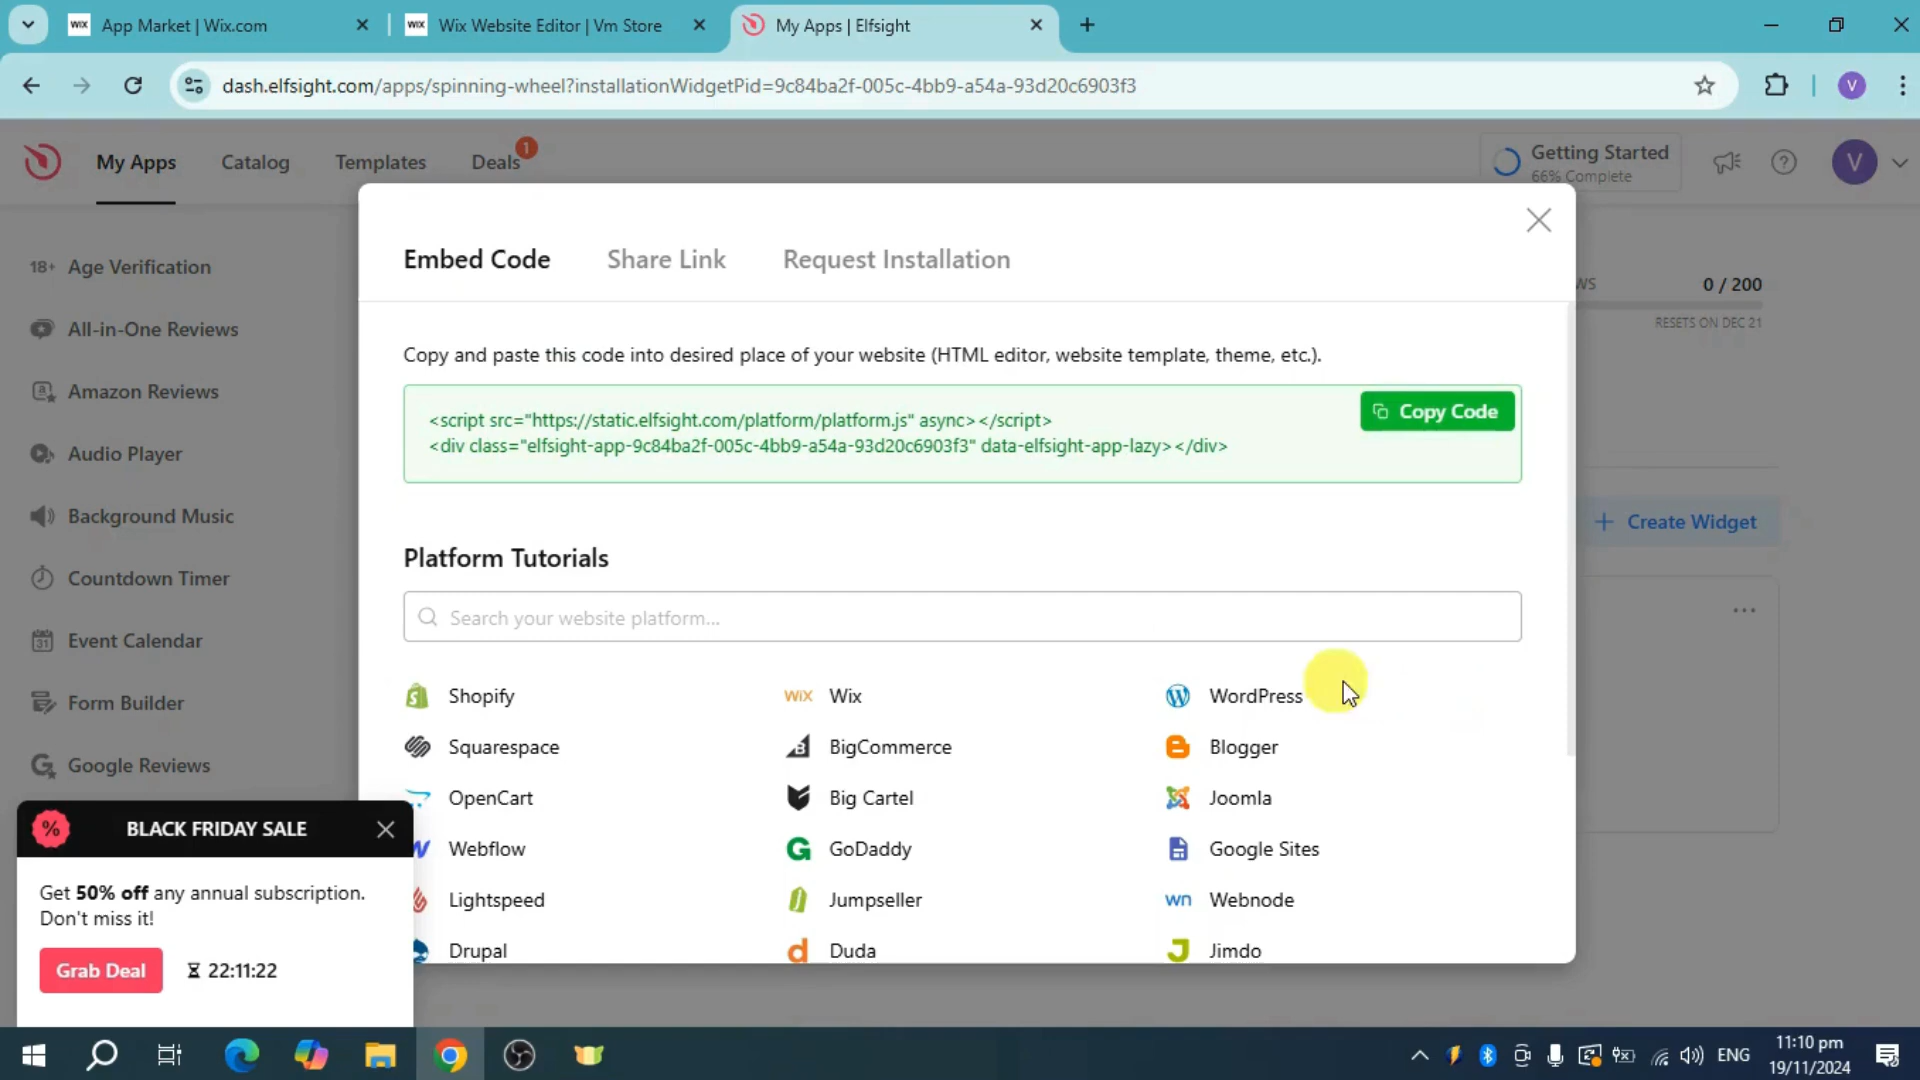 WIX App Market | Wix.com
WIX Wix Website Editor | Vm Store
My Apps | Elfsight
dash.elfsight.com/apps/spinning-wheel?installationWidgetPid=9c84ba2f-005c-4bb9-a54a-93d20c6903f3
V
My Apps
Catalog
Templates
Deals
1
Getting Started
66% Complete
V
18+ Age Verification
All-in-One Reviews
Amazon Reviews
Audio Player
Background Music
Countdown Timer
31 Event Calendar
Form Builder
Google Reviews
Embed Code
Share Link
Request Installation
WS
0 / 200
RESETS ON DEC 21
Copy and paste this code into desired place of your website (HTML editor, website template, theme, etc.).
<script src="https://static.elfsight.com/platform/platform.js" async></script>
<div class="elfsight-app-9c84ba2f-005c-4bb9-a54a-93d20c6903f3" data-elfsight-app-lazy></div>
Copy Code
+ Create Widget
Platform Tutorials
Search your website platform...
Shopify
WIX Wix
WordPress
Squarespace
BigCommerce
Blogger
OpenCart
Big Cartel
Joomla
Webflow
GoDaddy
Google Sites
Lightspeed
Jumpseller
wn Webnode
Drupal
Duda
Jimdo
% BLACK FRIDAY SALE
Get 50% off any annual subscription.
Don't miss it!
Grab Deal
22:11:22
ENG
11:10 pm
19/11/2024